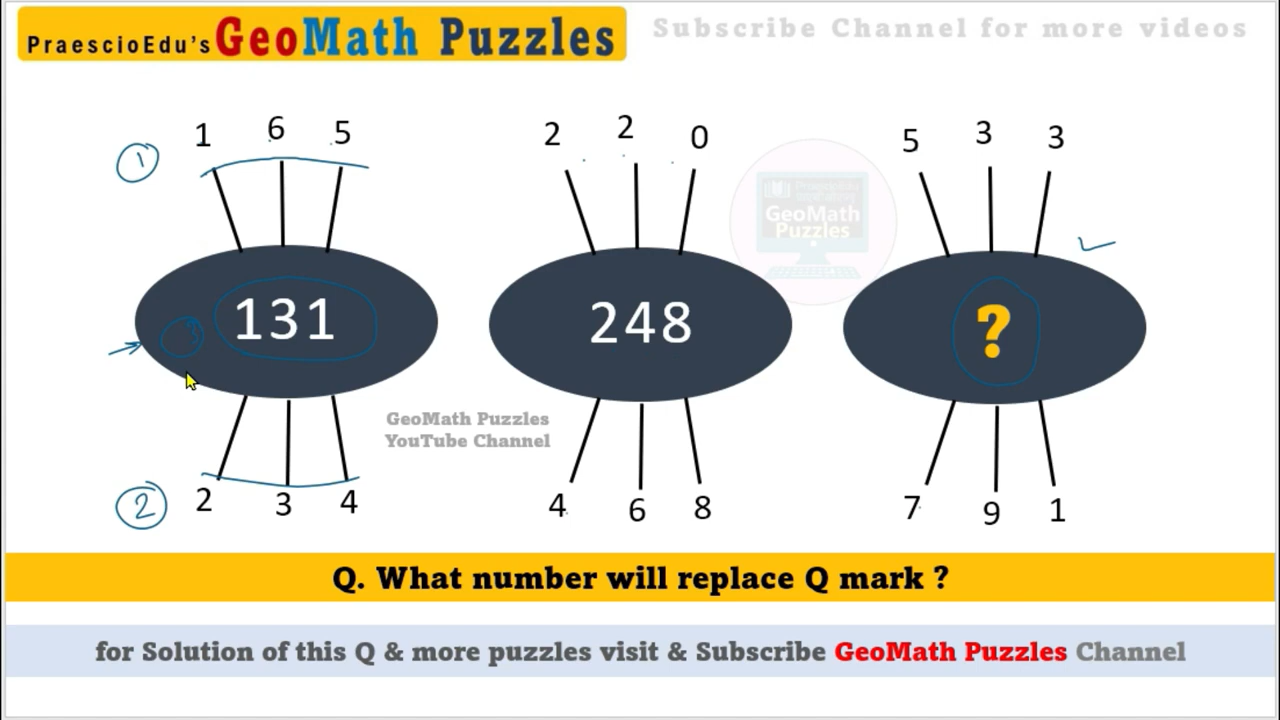 PraescioEdu's GeoMath Puzzles
Subscribe Channel for more videos
1 6 5
2 2 0
5 3 3
1
GeoMath
Puzzles
131
248
?
GeoMath Puzzles
YouTube Channel
2
2 3 4
4 6 8
7 9 1
Q. What number will replace Q mark ?
for Solution of this Q & more puzzles visit & Subscribe GeoMath Puzzles Channel